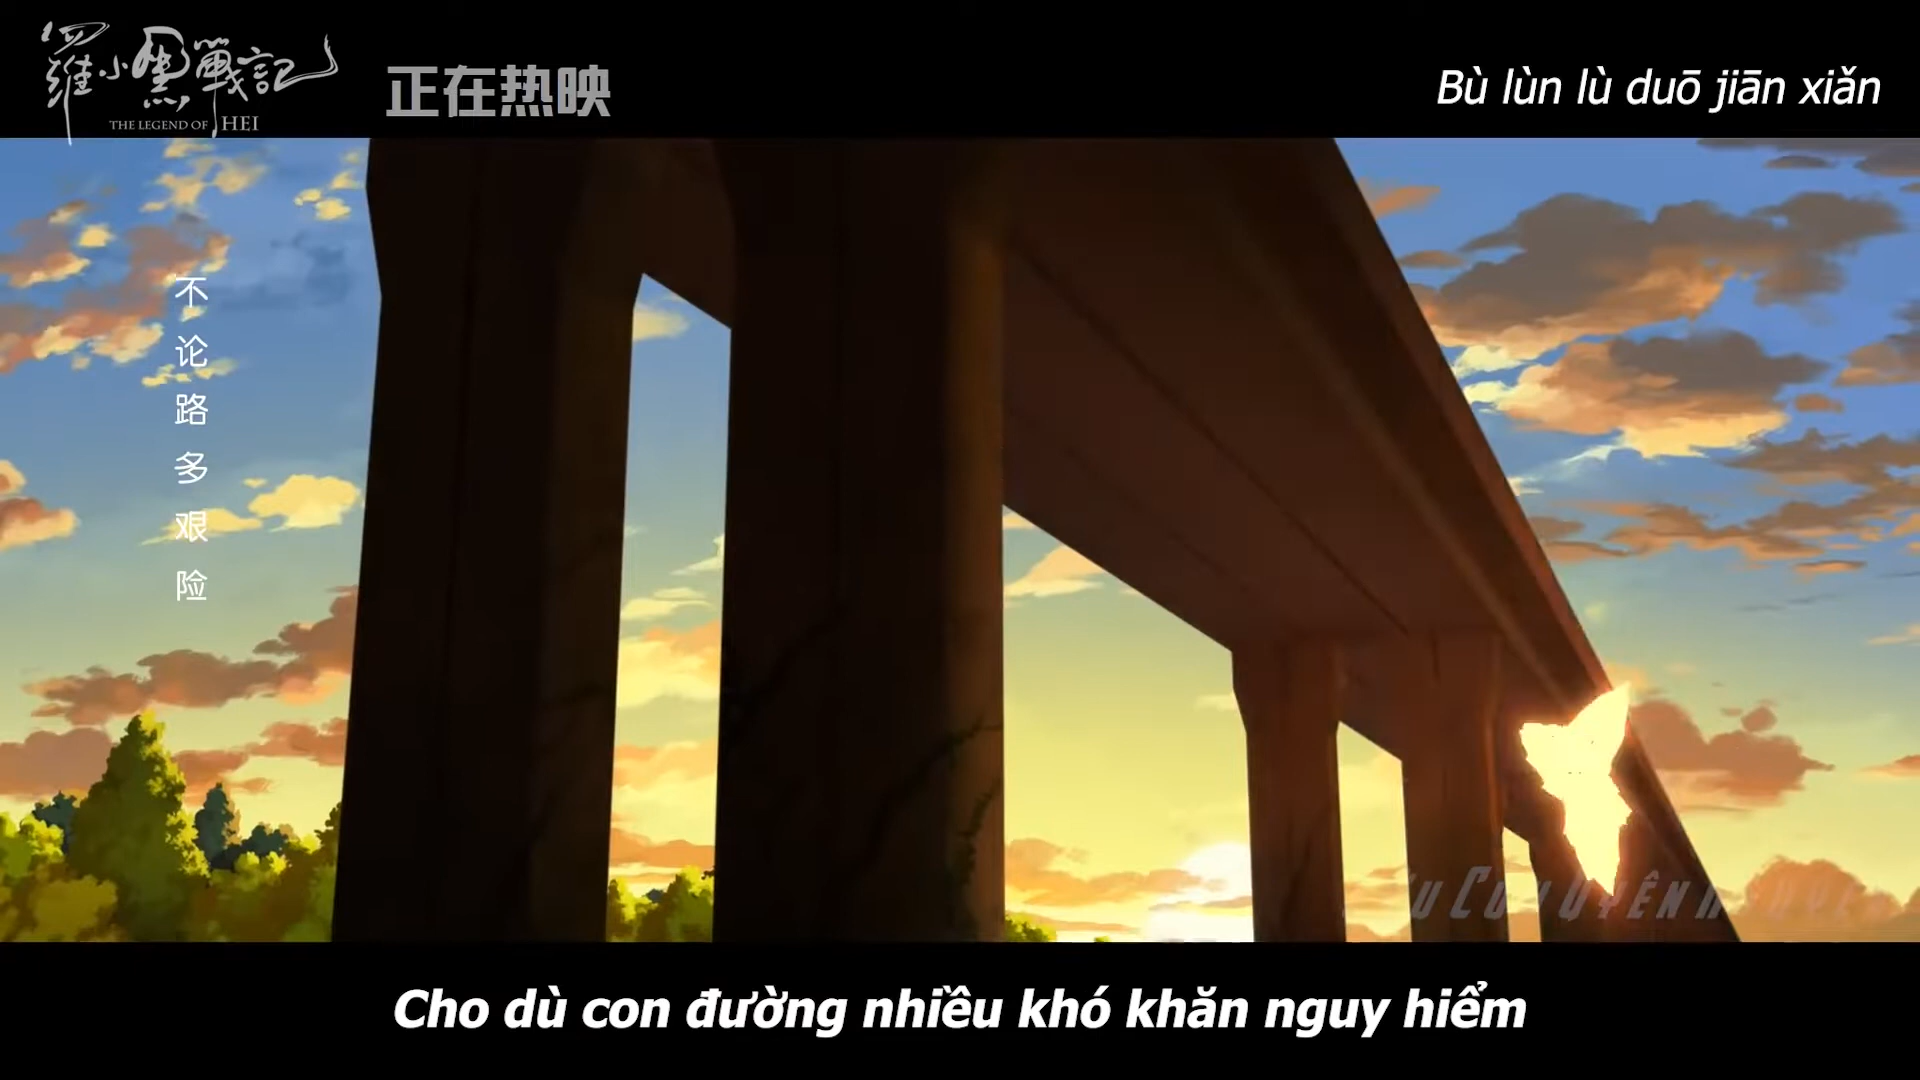 羅小黑戰記
THE LEGEND OF HEI
正在热映
Bù lùn lù duō jiān xiǎn
不论路多艰险
Cho dù con đường nhiều khó khăn nguy hiểm